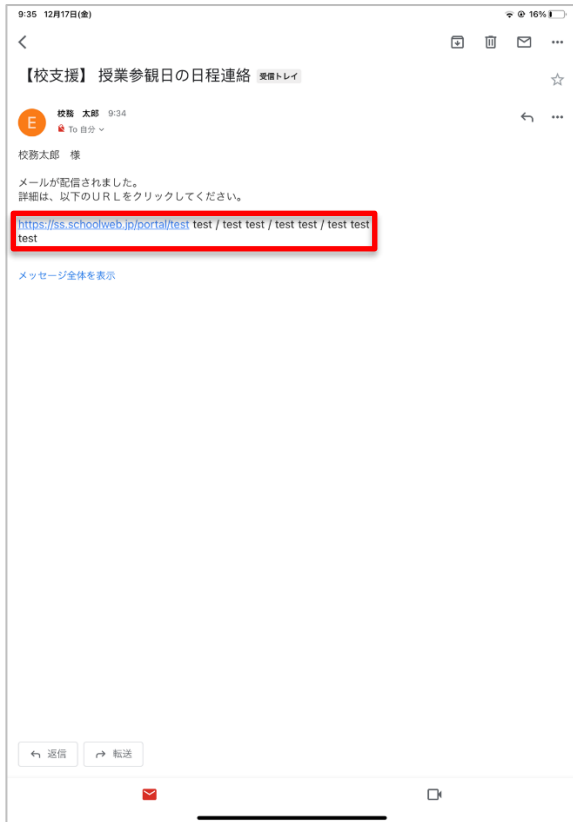 9:35 12月17日(金) 16%
【校支援】 授業参観日の日程連絡 受信トレイ
E 校務 太郎 9:34
To 自分
校務太郎 様
メールが配信されました。
詳細は、以下のURLをクリックしてください。
https://ss.schoolweb.jp/portal/test test / test test / test test / test test
test
メッセージ全体を表示
返信 転送